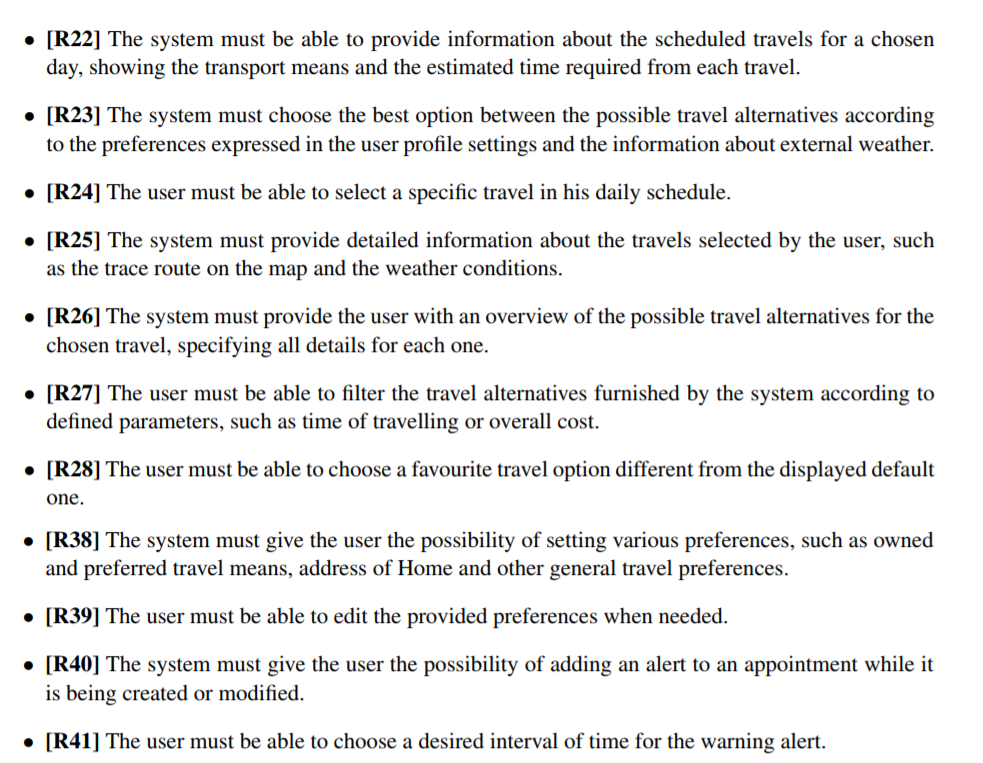 • [R22] The system must be able to provide information about the scheduled travels for a chosen
day, showing the transport means and the estimated time required from each travel.
• [R23] The system must choose the best option between the possible travel alternatives according
to the preferences expressed in the user profile settings and the information about external weather.
• [R24] The user must be able to select a specific travel in his daily schedule.
• [R25] The system must provide detailed information about the travels selected by the user, such
as the trace route on the map and the weather conditions.
• [R26] The system must provide the user with an overview of the possible travel alternatives for the
chosen travel, specifying all details for each one.
• [R27] The user must be able to filter the travel alternatives furnished by the system according to
defined parameters, such as time of travelling or overall cost.
• [R28] The user must be able to choose a favourite travel option different from the displayed default
one.
• [R38] The system must give the user the possibility of setting various preferences, such as owned
and preferred travel means, address of Home and other general travel preferences.
• [R39] The user must be able to edit the provided preferences when needed.
• [R40] The system must give the user the possibility of adding an alert to an appointment while it
is being created or modified.
• [R41] The user must be able to choose a desired interval of time for the warning alert.